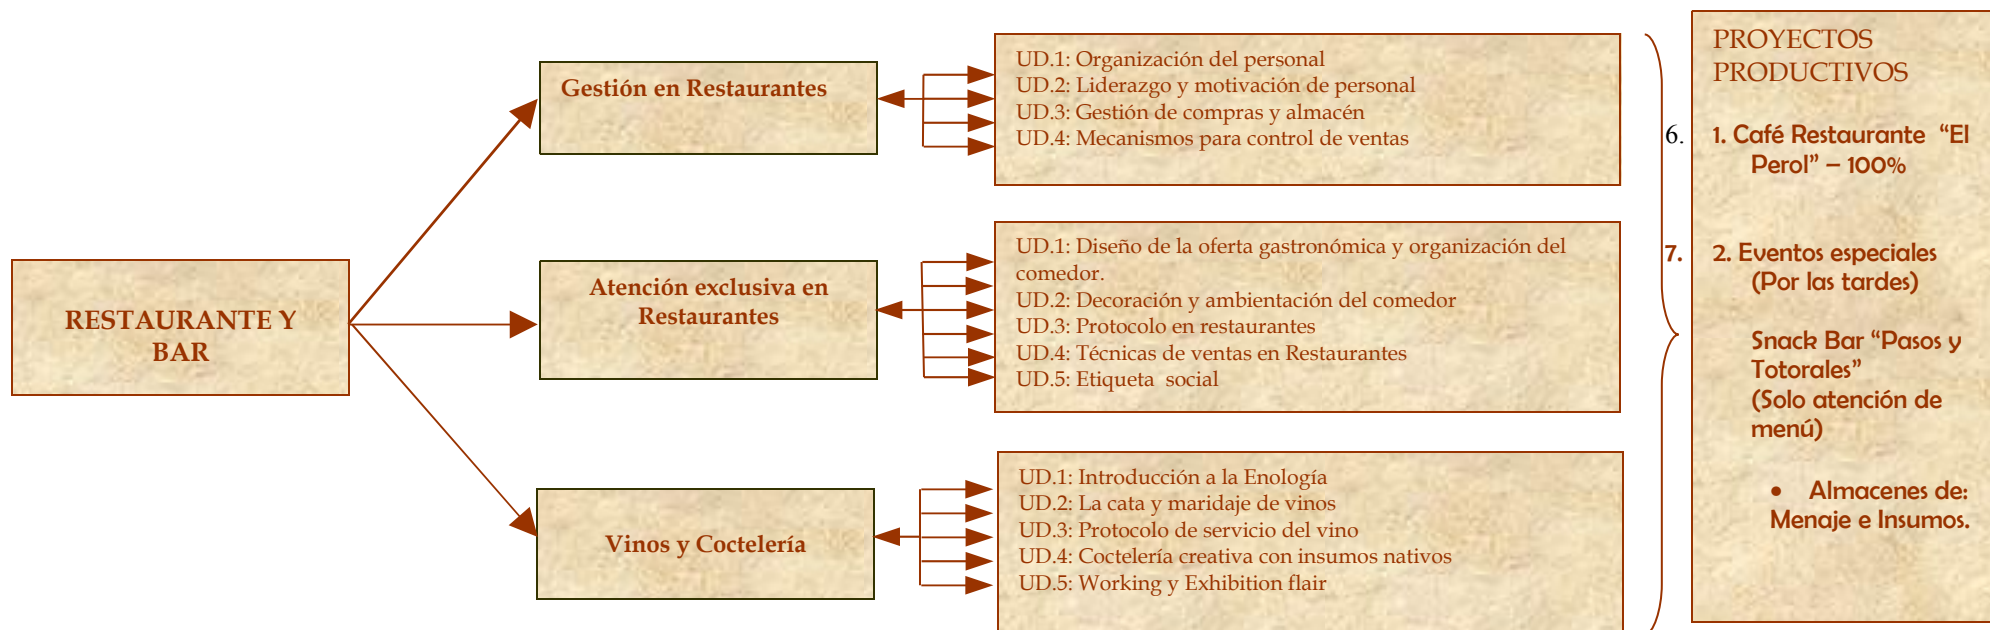 RESTAURANTE Y
BAR
Gestión en Restaurantes
UD.1: Organización del personal
UD.2: Liderazgo y motivación de personal
UD.3: Gestión de compras y almacén
UD.4: Mecanismos para control de ventas
Atención exclusiva en
Restaurantes
UD.1: Diseño de la oferta gastronómica y organización del
comedor.
UD.2: Decoración y ambientación del comedor
UD.3: Protocolo en restaurantes
UD.4: Técnicas de ventas en Restaurantes
UD.5: Etiqueta  social
Vinos y Coctelería
UD.1: Introducción a la Enología
UD.2: La cata y maridaje de vinos
UD.3: Protocolo de servicio del vino
UD.4: Coctelería creativa con insumos nativos
UD.5: Working y Exhibition flair
6.
7.
PROYECTOS
PRODUCTIVOS
1. Café Restaurante  “El
Perol” – 100%
2. Eventos especiales
(Por las tardes)
Snack Bar “Pasos y
Totorales”
(Solo atención de
menú)
• Almacenes de:
Menaje e Insumos.